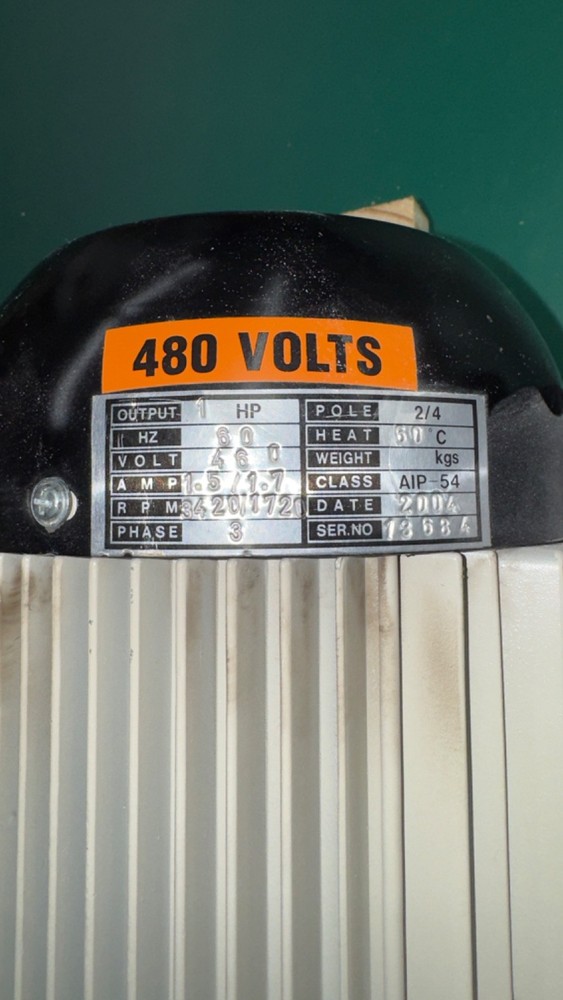 480 VOLTS
OUTPUT 1 HP POLE 2/4
HZ 60 HEAT 60°C
VOLT 460 WEIGHT kgs
AMP 1.5/1.7 CLASS AIP-54
RPM 3420/1720 DATE 2004
PHASE 3 SER.NO 13684